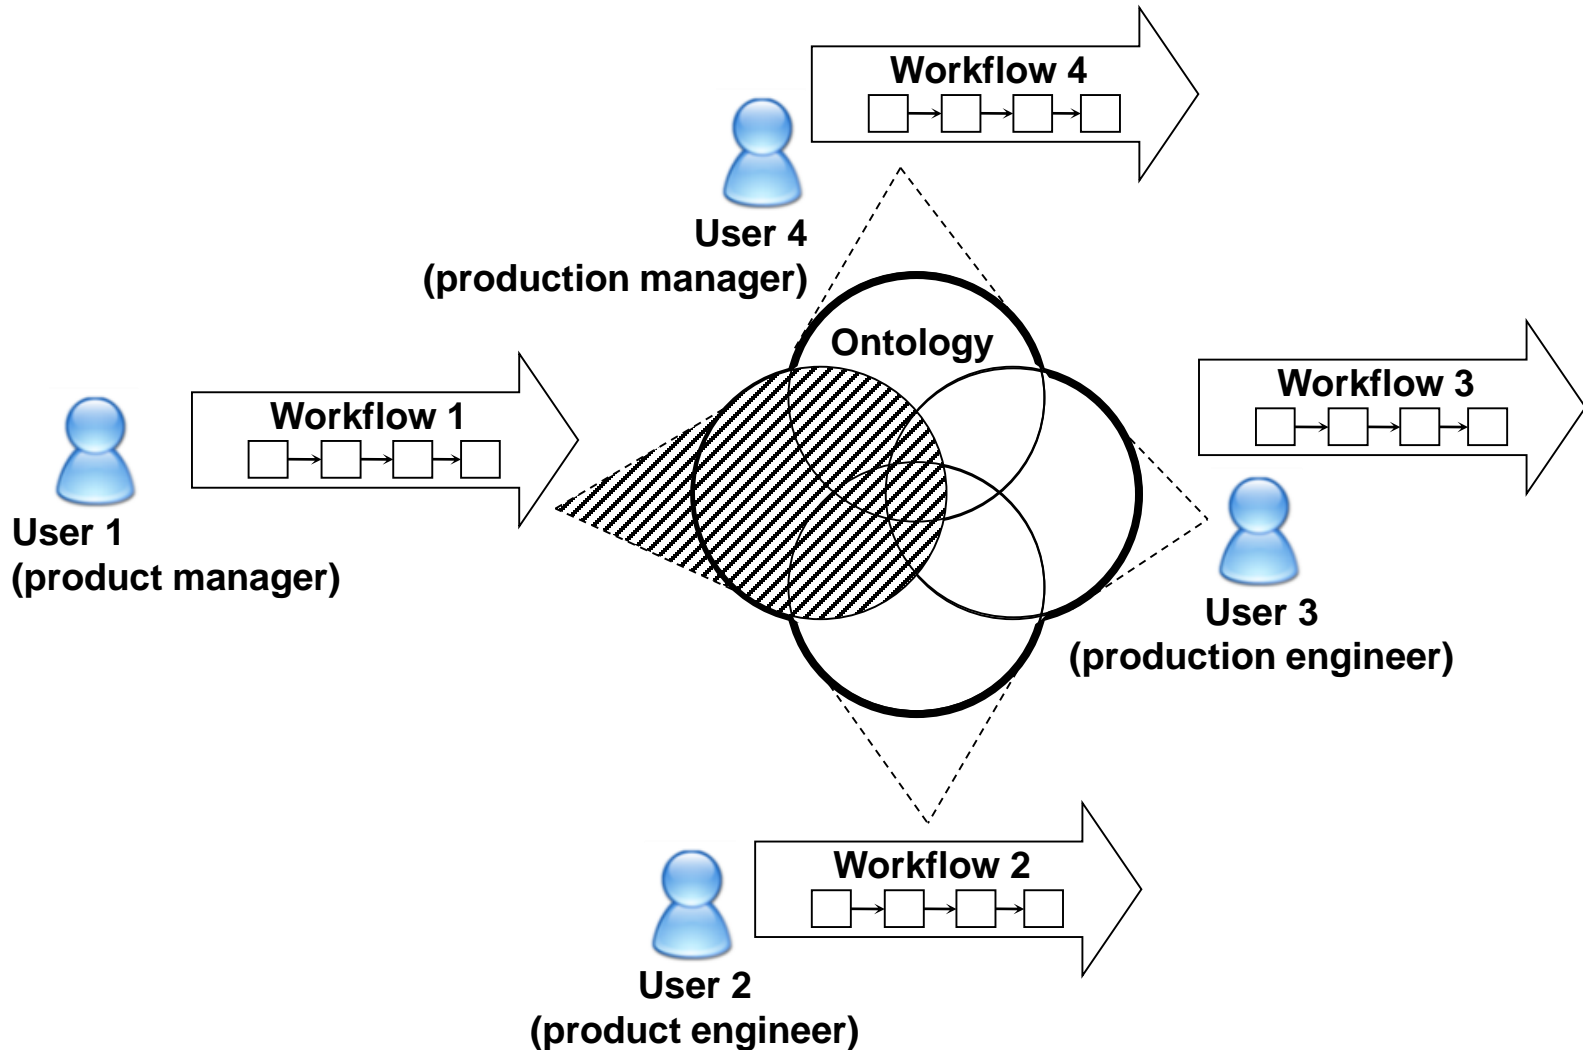 Workflow 4
User 4
(production manager)
Ontology
Workflow 1
User 1
(product manager)
Workflow 3
User 3
(production engineer)
Workflow 2
User 2
(product engineer)